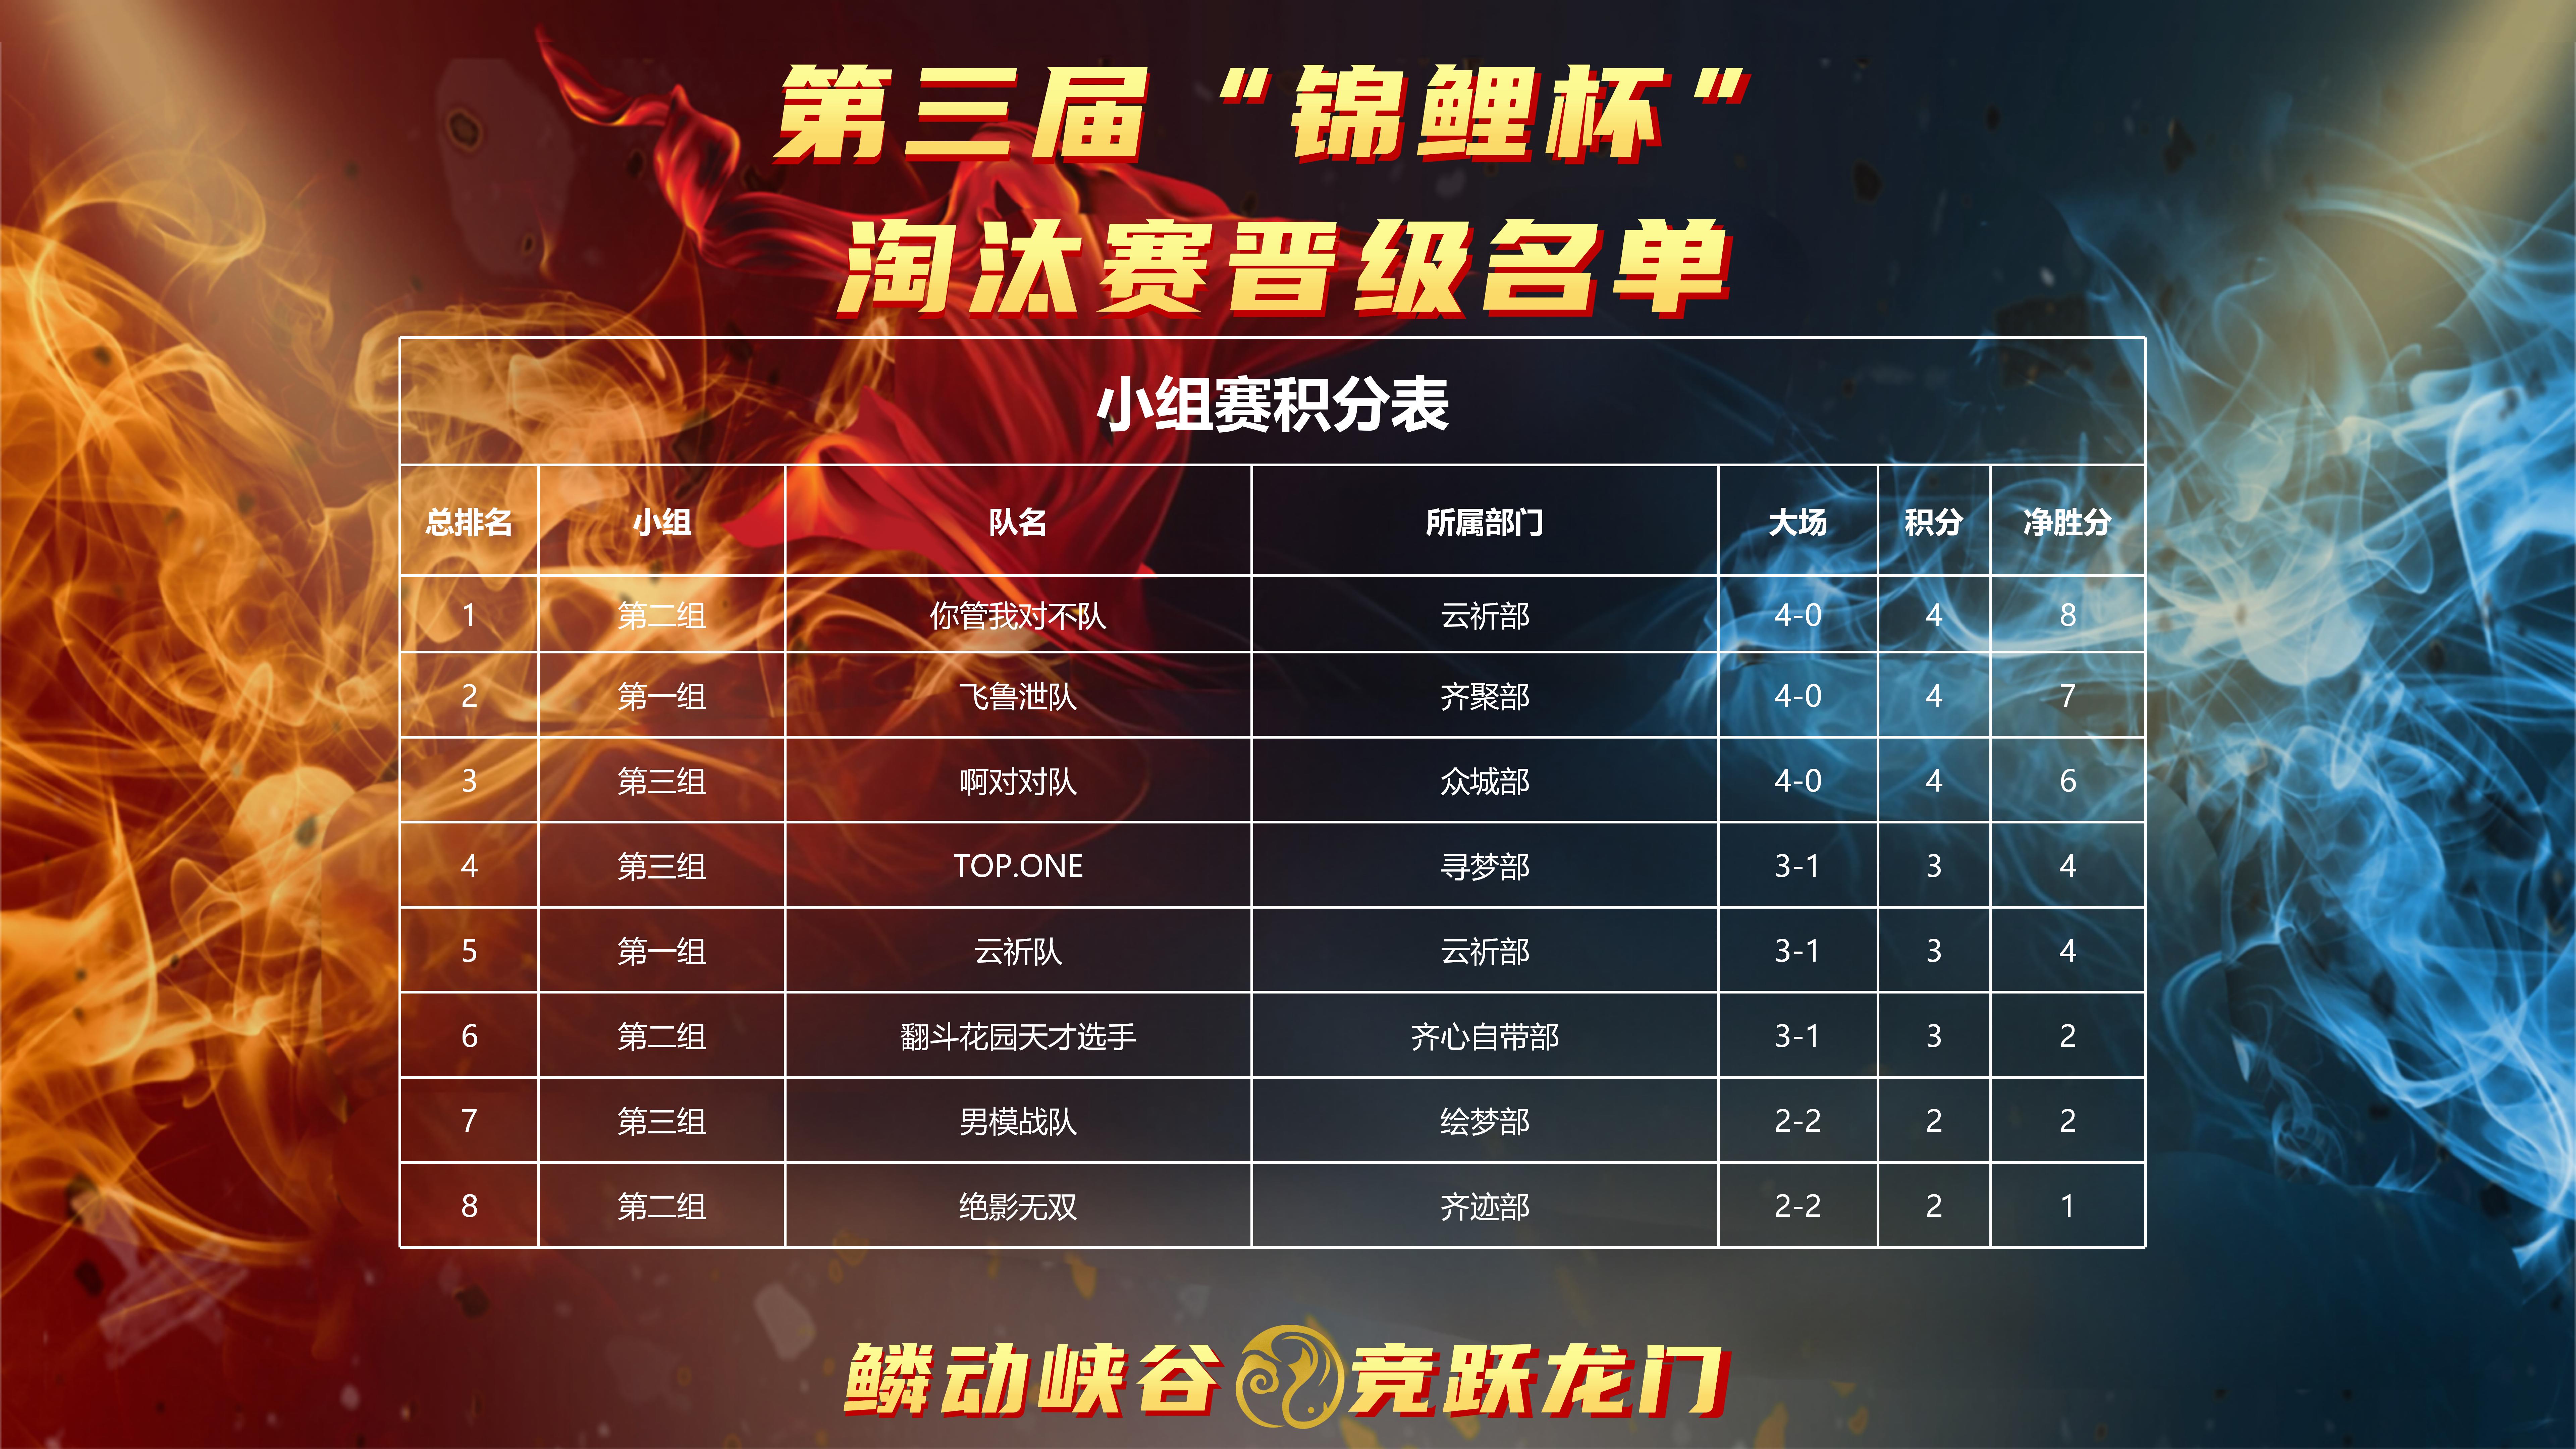 第三届“锦鲤杯”
淘汰赛晋级名单
小组赛积分表
总排名 小组 队名 所属部门 大场 积分 净胜分
1 第二组 你管我对不队 云祈部 4-0 4 8
2 第一组 飞鲁泄队 齐聚部 4-0 4 7
3 第三组 啊对对队 众城部 4-0 4 6
4 第三组 TOP.ONE 寻梦部 3-1 3 4
5 第一组 云祈队 云祈部 3-1 3 4
6 第二组 翻斗花园天才选手 齐心自带部 3-1 3 2
7 第三组 男模战队 绘梦部 2-2 2 2
8 第二组 绝影无双 齐迹部 2-2 2 1
鳞动峡谷 竞跃龙门